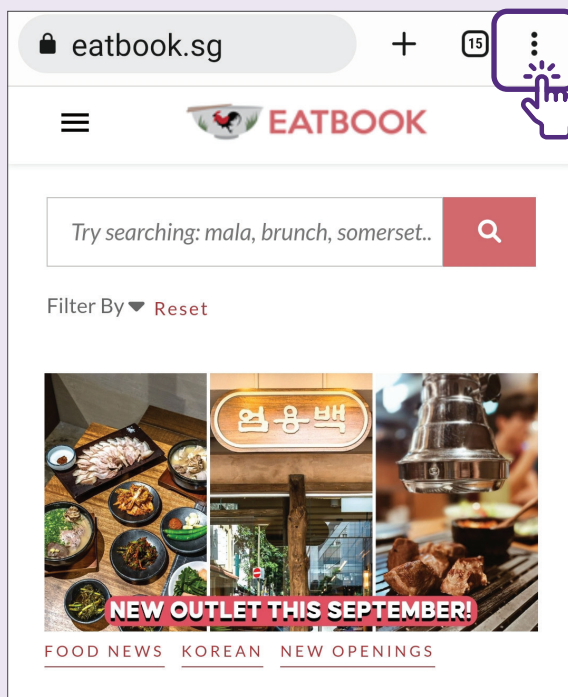 eatbook.sg
15
EATBOOK
Try searching: mala, brunch, somerset..
Filter By Reset
엄용백
NEW OUTLET THIS SEPTEMBER!
FOOD NEWS KOREAN NEW OPENINGS